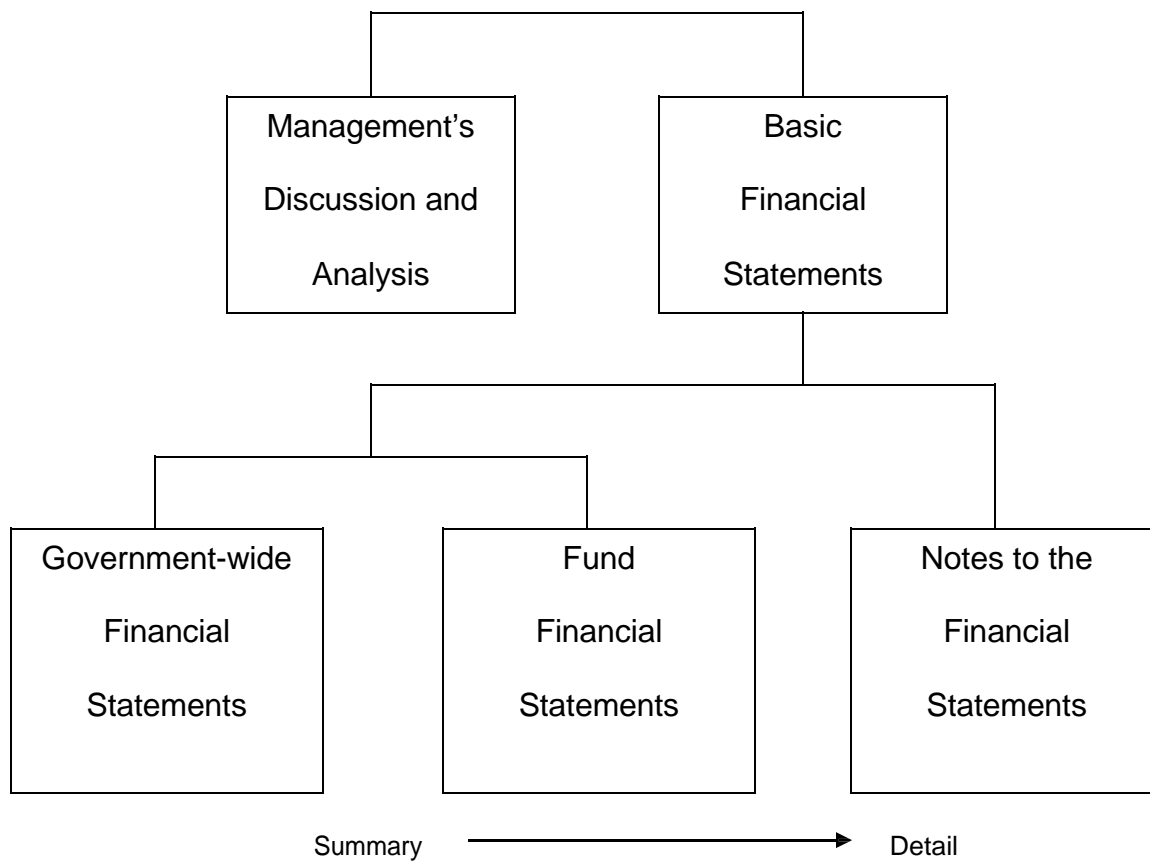 Management’s
Discussion and
Analysis
Basic
Financial
Statements
Government-wide
Financial
Statements
Fund
Financial
Statements
Notes to the
Financial
Statements
Summary
Detail